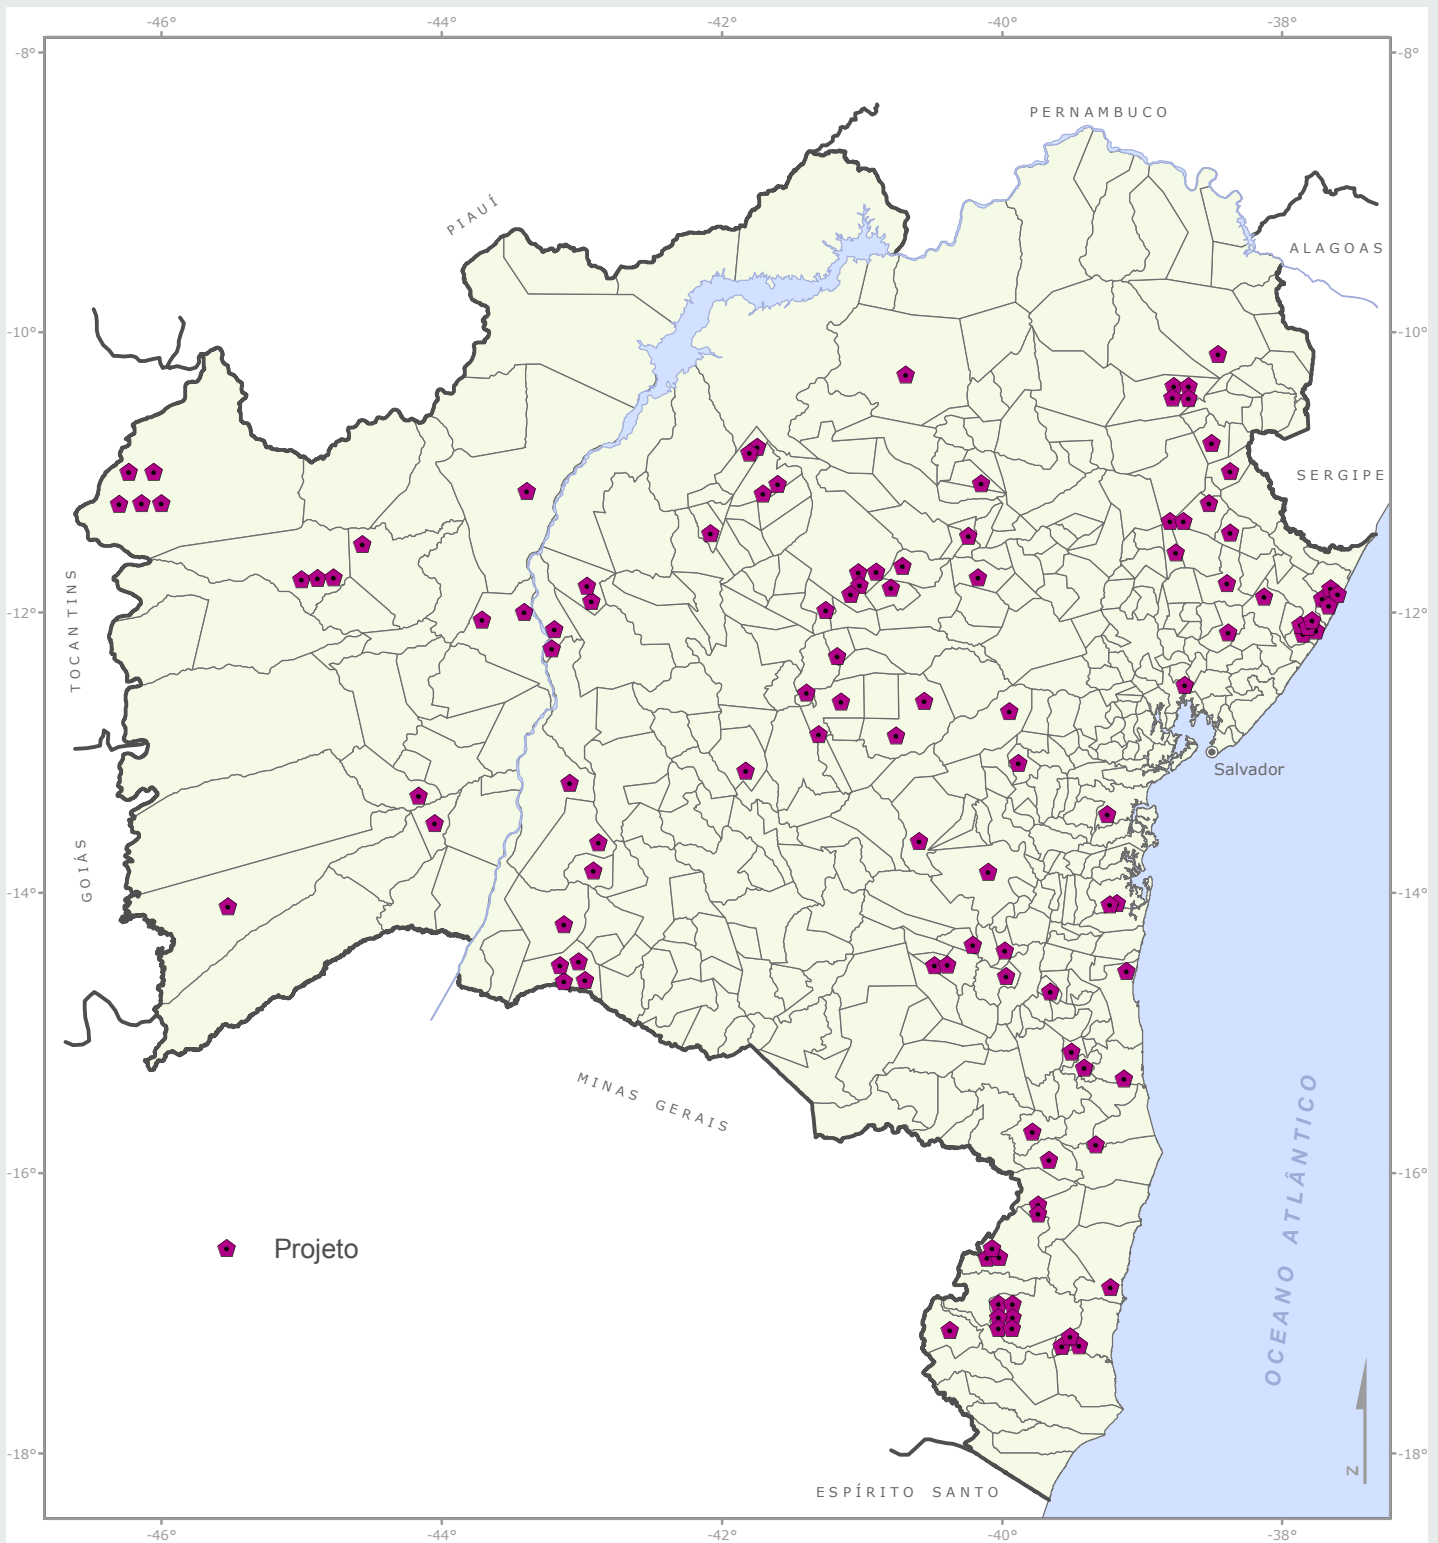 -46° -44° -42° -40° -38°
-8° -8°
PERNAMBUCO
PIAUÍ
ALAGOAS
-10° -10°
SERGIPE
TOCANTINS
-12° -12°
Salvador
GOIÁS
-14° -14°
MINAS GERAIS
OCEANO ATLÂNTICO
-16° -16°
Projeto
-18° -18°
N
ESPÍRITO SANTO
-46° -44° -42° -40° -38°